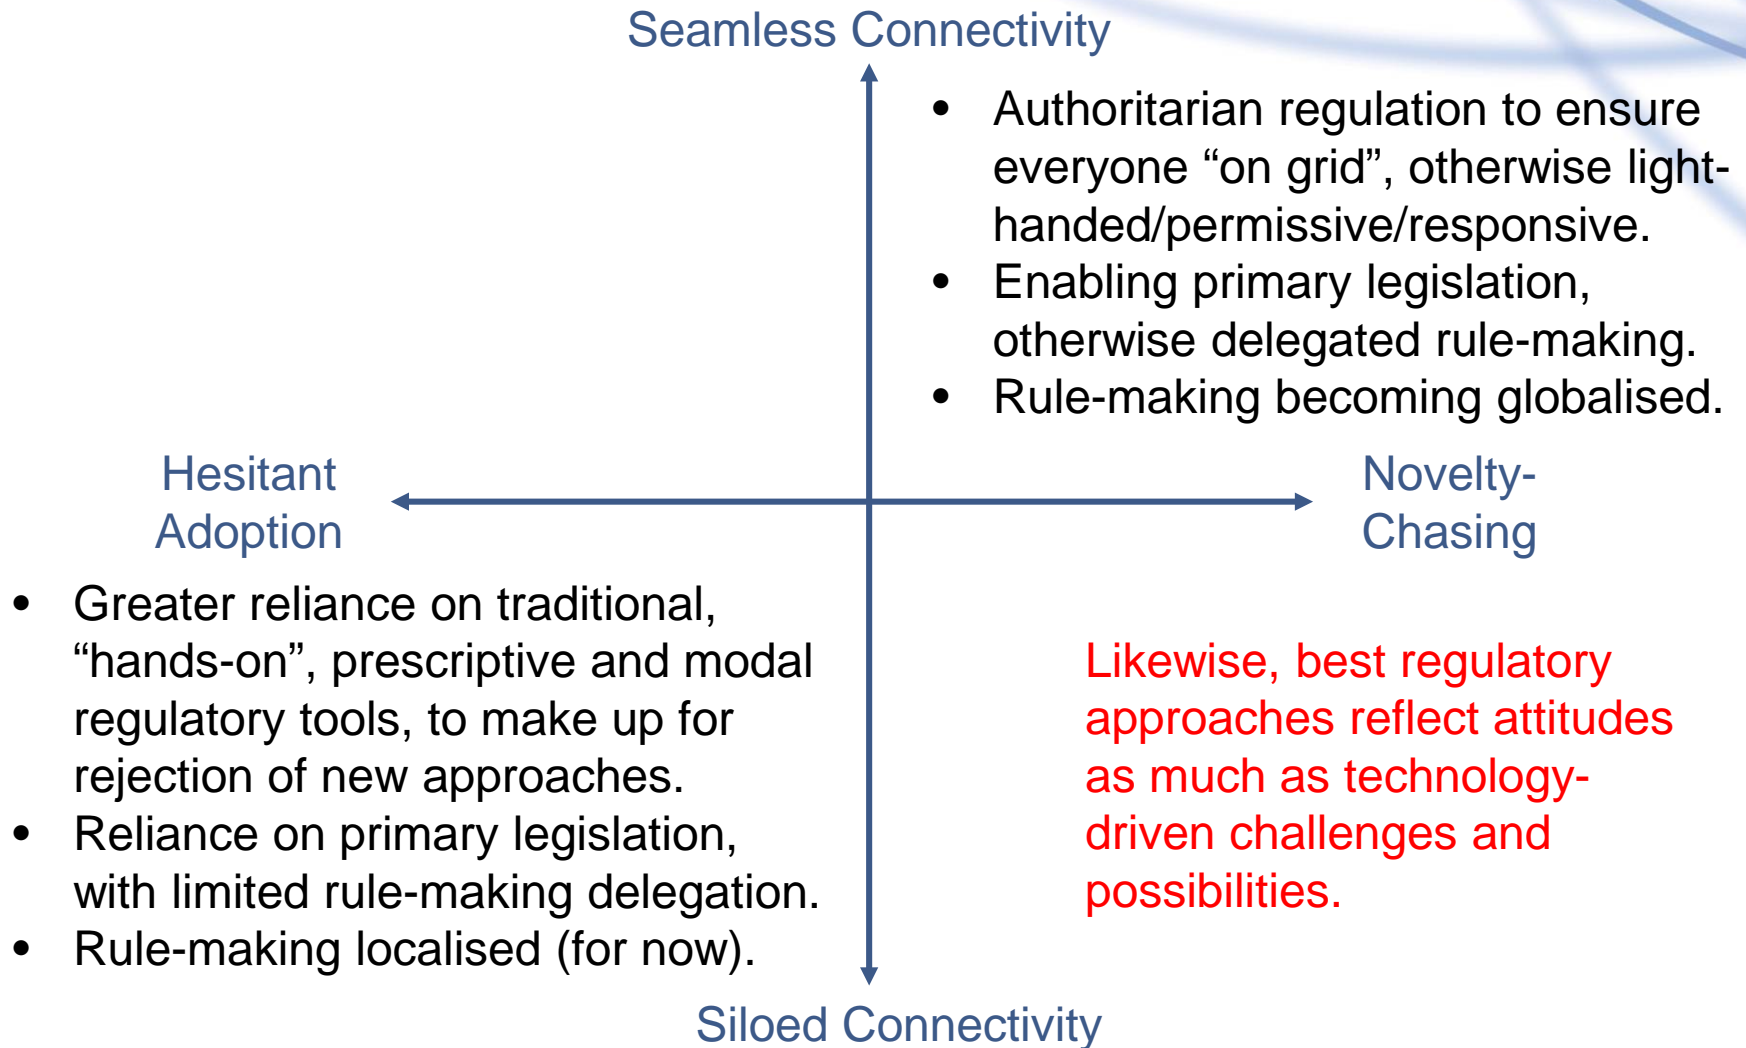 Seamless Connectivity
• Authoritarian regulation to ensure
everyone “on grid”, otherwise light-
handed/permissive/responsive.
• Enabling primary legislation,
otherwise delegated rule-making.
• Rule-making becoming globalised.
Hesitant
Adoption
Novelty-
Chasing
• Greater reliance on traditional,
“hands-on”, prescriptive and modal
regulatory tools, to make up for
rejection of new approaches.
• Reliance on primary legislation,
with limited rule-making delegation.
• Rule-making localised (for now).
Likewise, best regulatory
approaches reflect attitudes
as much as technology-
driven challenges and
possibilities.
Siloed Connectivity